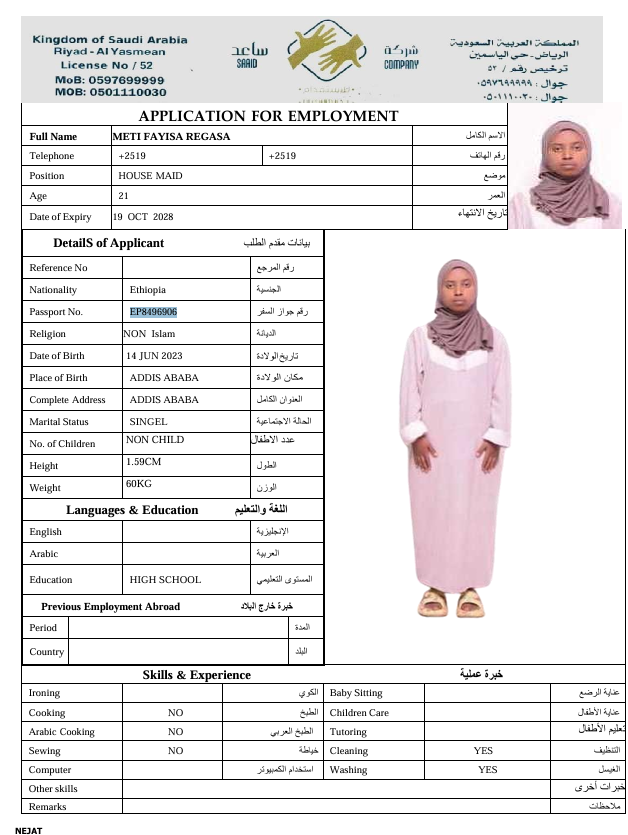 Kingdom of Saudi Arabia
Riyad - Al Yasmean
License No / 52
MoB: 0597699999
MOB: 0501110030
ساعد
SAAID
شركة
COMPANY
للاستقدام
المملكة العربية السعودية
الرياض - حي الياسمين
ترخيص رقم / ٥٢
جوال : ٠٥٩٧٦٩٩٩٩٩
جوال : ٠٥٠١١١٠٠٣٠
APPLICATION FOR EMPLOYMENT
Full Name METI FAYISA REGASA الاسم الكامل
Telephone +2519 +2519 رقم الهاتف
Position HOUSE MAID موضع
Age 21 العمر
Date of Expiry 19 OCT 2028 تاريخ الانتهاء
DetailS of Applicant بيانات مقدم الطلب
Reference No رقم المرجع
Nationality Ethiopia الجنسية
Passport No. EP8496906 رقم جواز السفر
Religion NON Islam الديانة
Date of Birth 14 JUN 2023 تاريخ الولادة
Place of Birth ADDIS ABABA مكان الولادة
Complete Address ADDIS ABABA العنوان الكامل
Marital Status SINGEL الحالة الاجتماعية
No. of Children NON CHILD عدد الاطفال
Height 1.59CM الطول
Weight 60KG الوزن
Languages & Education اللغة والتعليم
English الإنجليزية
Arabic العربية
Education HIGH SCHOOL المستوى التعليمي
Previous Employment Abroad خبرة خارج البلاد
Period المدة
Country البلد
Skills & Experience خبرة عملية
Ironing الكوي Baby Sitting عناية الرضع
Cooking NO الطبخ Children Care عناية الأطفال
Arabic Cooking NO الطبخ العربي Tutoring تعليم الأطفال
Sewing NO خياطة Cleaning YES التنظيف
Computer استخدام الكمبيوتر Washing YES الغسيل
Other skills خبرات أخرى
Remarks ملاحظات
NEJAT